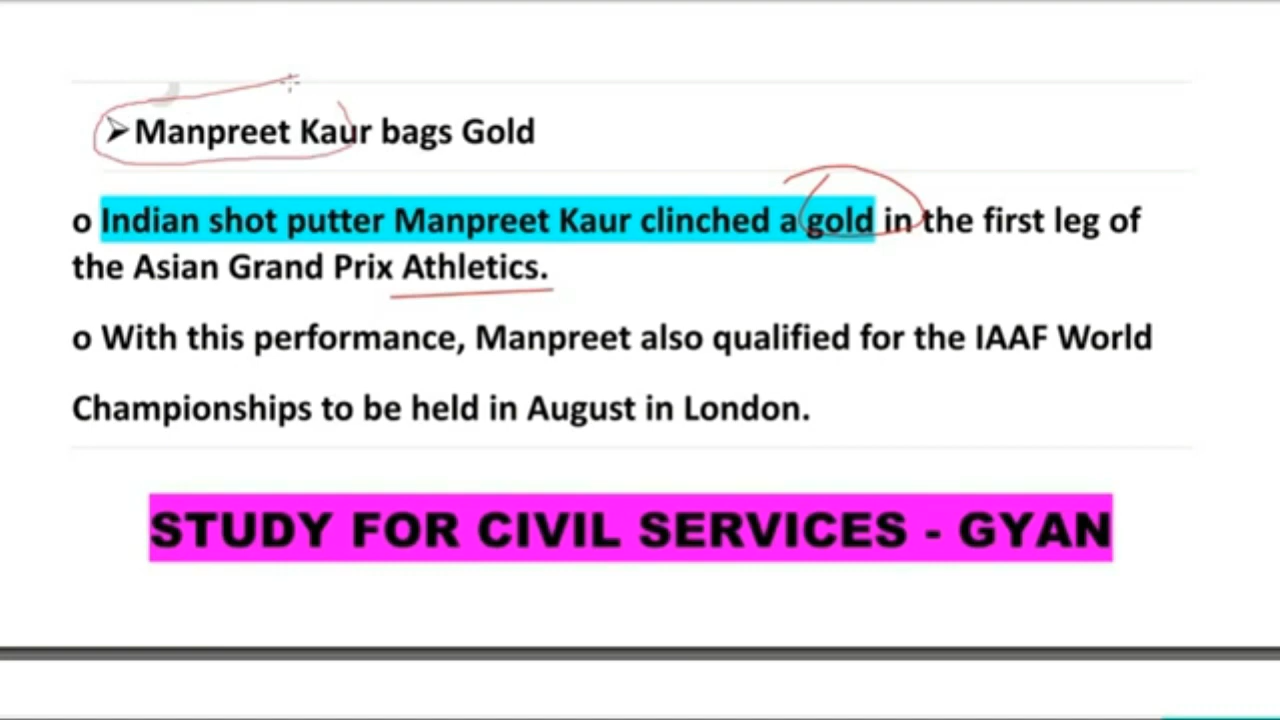 ➢Manpreet Kaur bags Gold
o Indian shot putter Manpreet Kaur clinched a gold in the first leg of
the Asian Grand Prix Athletics.
o With this performance, Manpreet also qualified for the IAAF World
Championships to be held in August in London.
STUDY FOR CIVIL SERVICES - GYAN